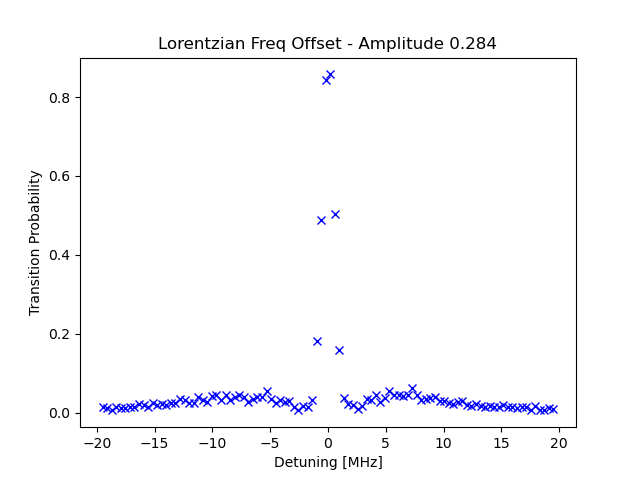 Lorentzian Freq Offset - Amplitude 0.284
Transition Probability
0.8
0.6
0.4
0.2
0.0
−20 −15 −10 −5 0 5 10 15 20
Detuning [MHz]